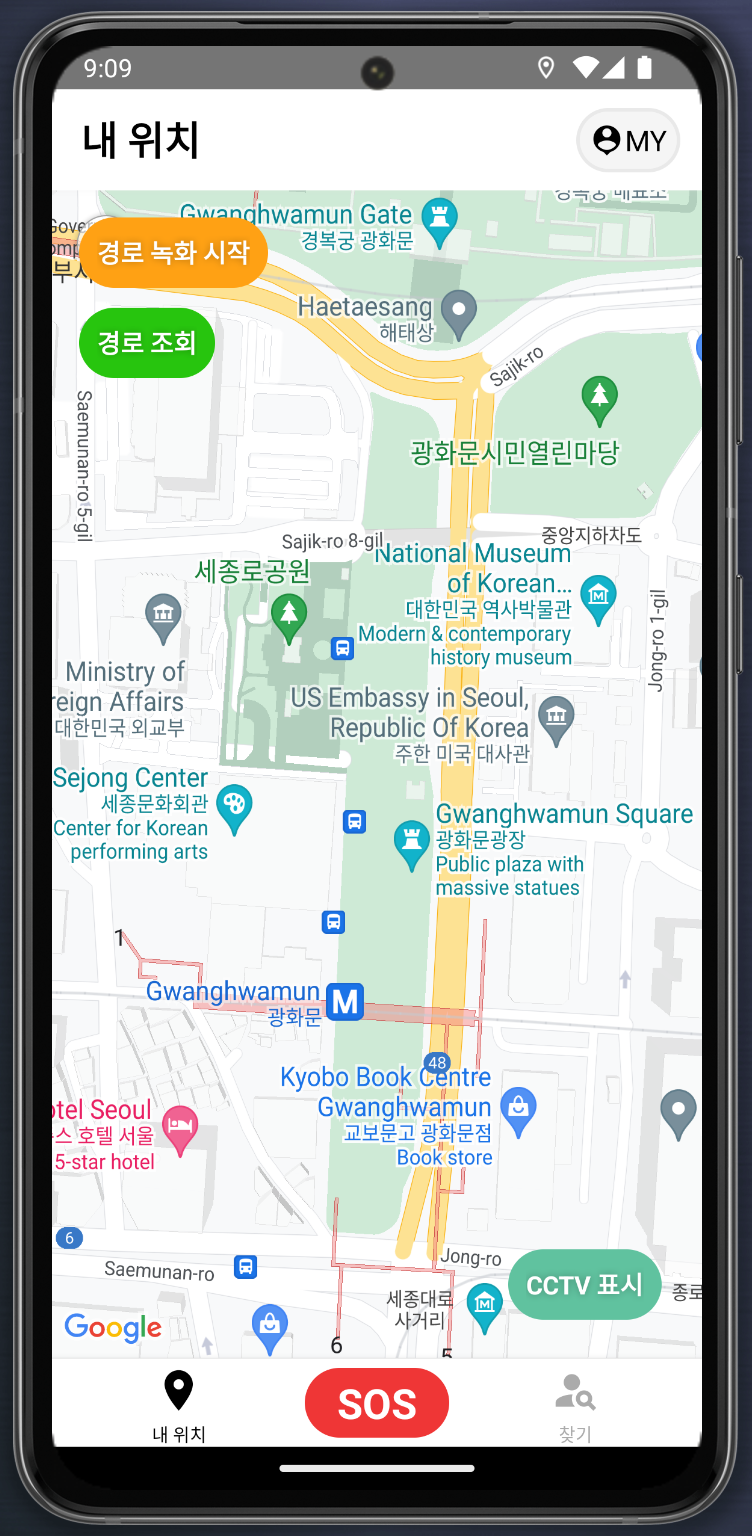 9:09
내 위치
MY
경복궁 매표소
Gwanghwamun Gate
경복궁 광화문
경로 녹화 시작
Haetaesang
해태상
경로 조회
Sajik-ro
광화문시민열린마당
Saemunan-ro 5-gil
Sajik-ro 8-gil
중앙지하차도
세종로공원
National Museum
of Korean...
대한민국 역사박물관
Modern & contemporary
history museum
Jong-ro 1-gil
Ministry of
reign Affairs
대한민국 외교부
US Embassy in Seoul,
Republic Of Korea
주한 미국 대사관
Sejong Center
세종문화회관
Center for Korean
performing arts
Gwanghwamun Square
광화문광장
Public plaza with
massive statues
1
Gwanghwamun
광화문
M
48
Kyobo Book Centre
Gwanghwamun
교보문고 광화문점
Book store
otel Seoul
스 호텔 서울
5-star hotel
6
Saemunan-ro
Jong-ro
CCTV 표시
세종대로
사거리
종로
Google
6
5
내 위치
SOS
찾기